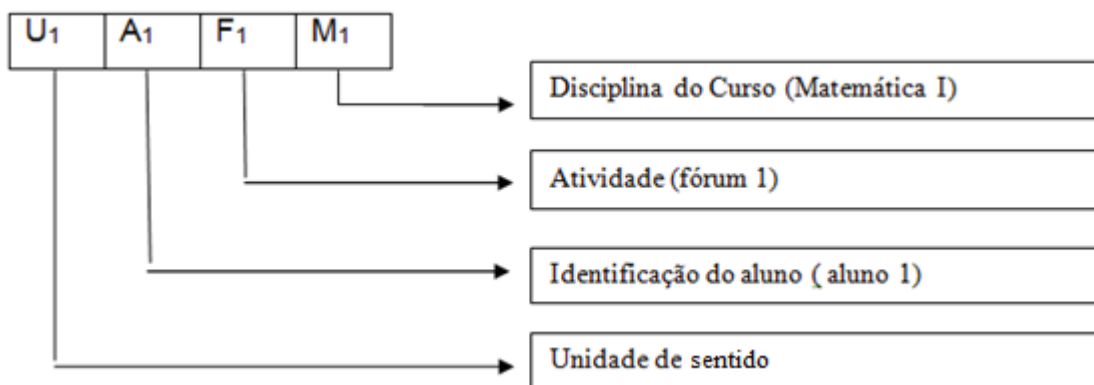 U₁ A₁ F₁ M₁
Disciplina do Curso (Matemática I)
Atividade (fórum 1)
Identificação do aluno ( aluno 1)
Unidade de sentido